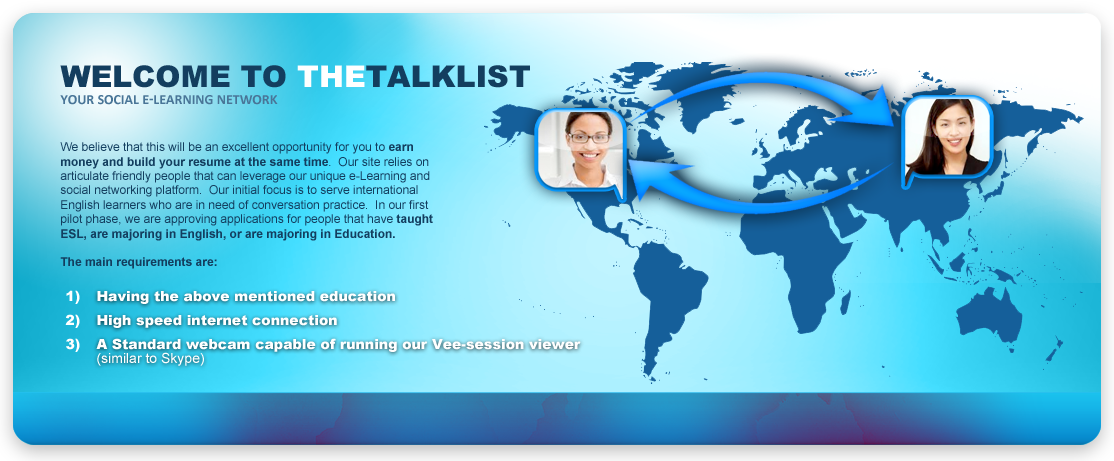 WELCOME TO THETALKLIST
YOUR SOCIAL E-LEARNING NETWORK
We believe that this will be an excellent opportunity for you to earn
money and build your resume at the same time.  Our site relies on
articulate friendly people that can leverage our unique e-Learning and
social networking platform.  Our initial focus is to serve international
English learners who are in need of conversation practice.  In our first
pilot phase, we are approving applications for people that have taught
ESL, are majoring in English, or are majoring in Education.
The main requirements are:
1) Having the above mentioned education
2) High speed internet connection
3) A Standard webcam capable of running our Vee-session viewer
(similar to Skype)